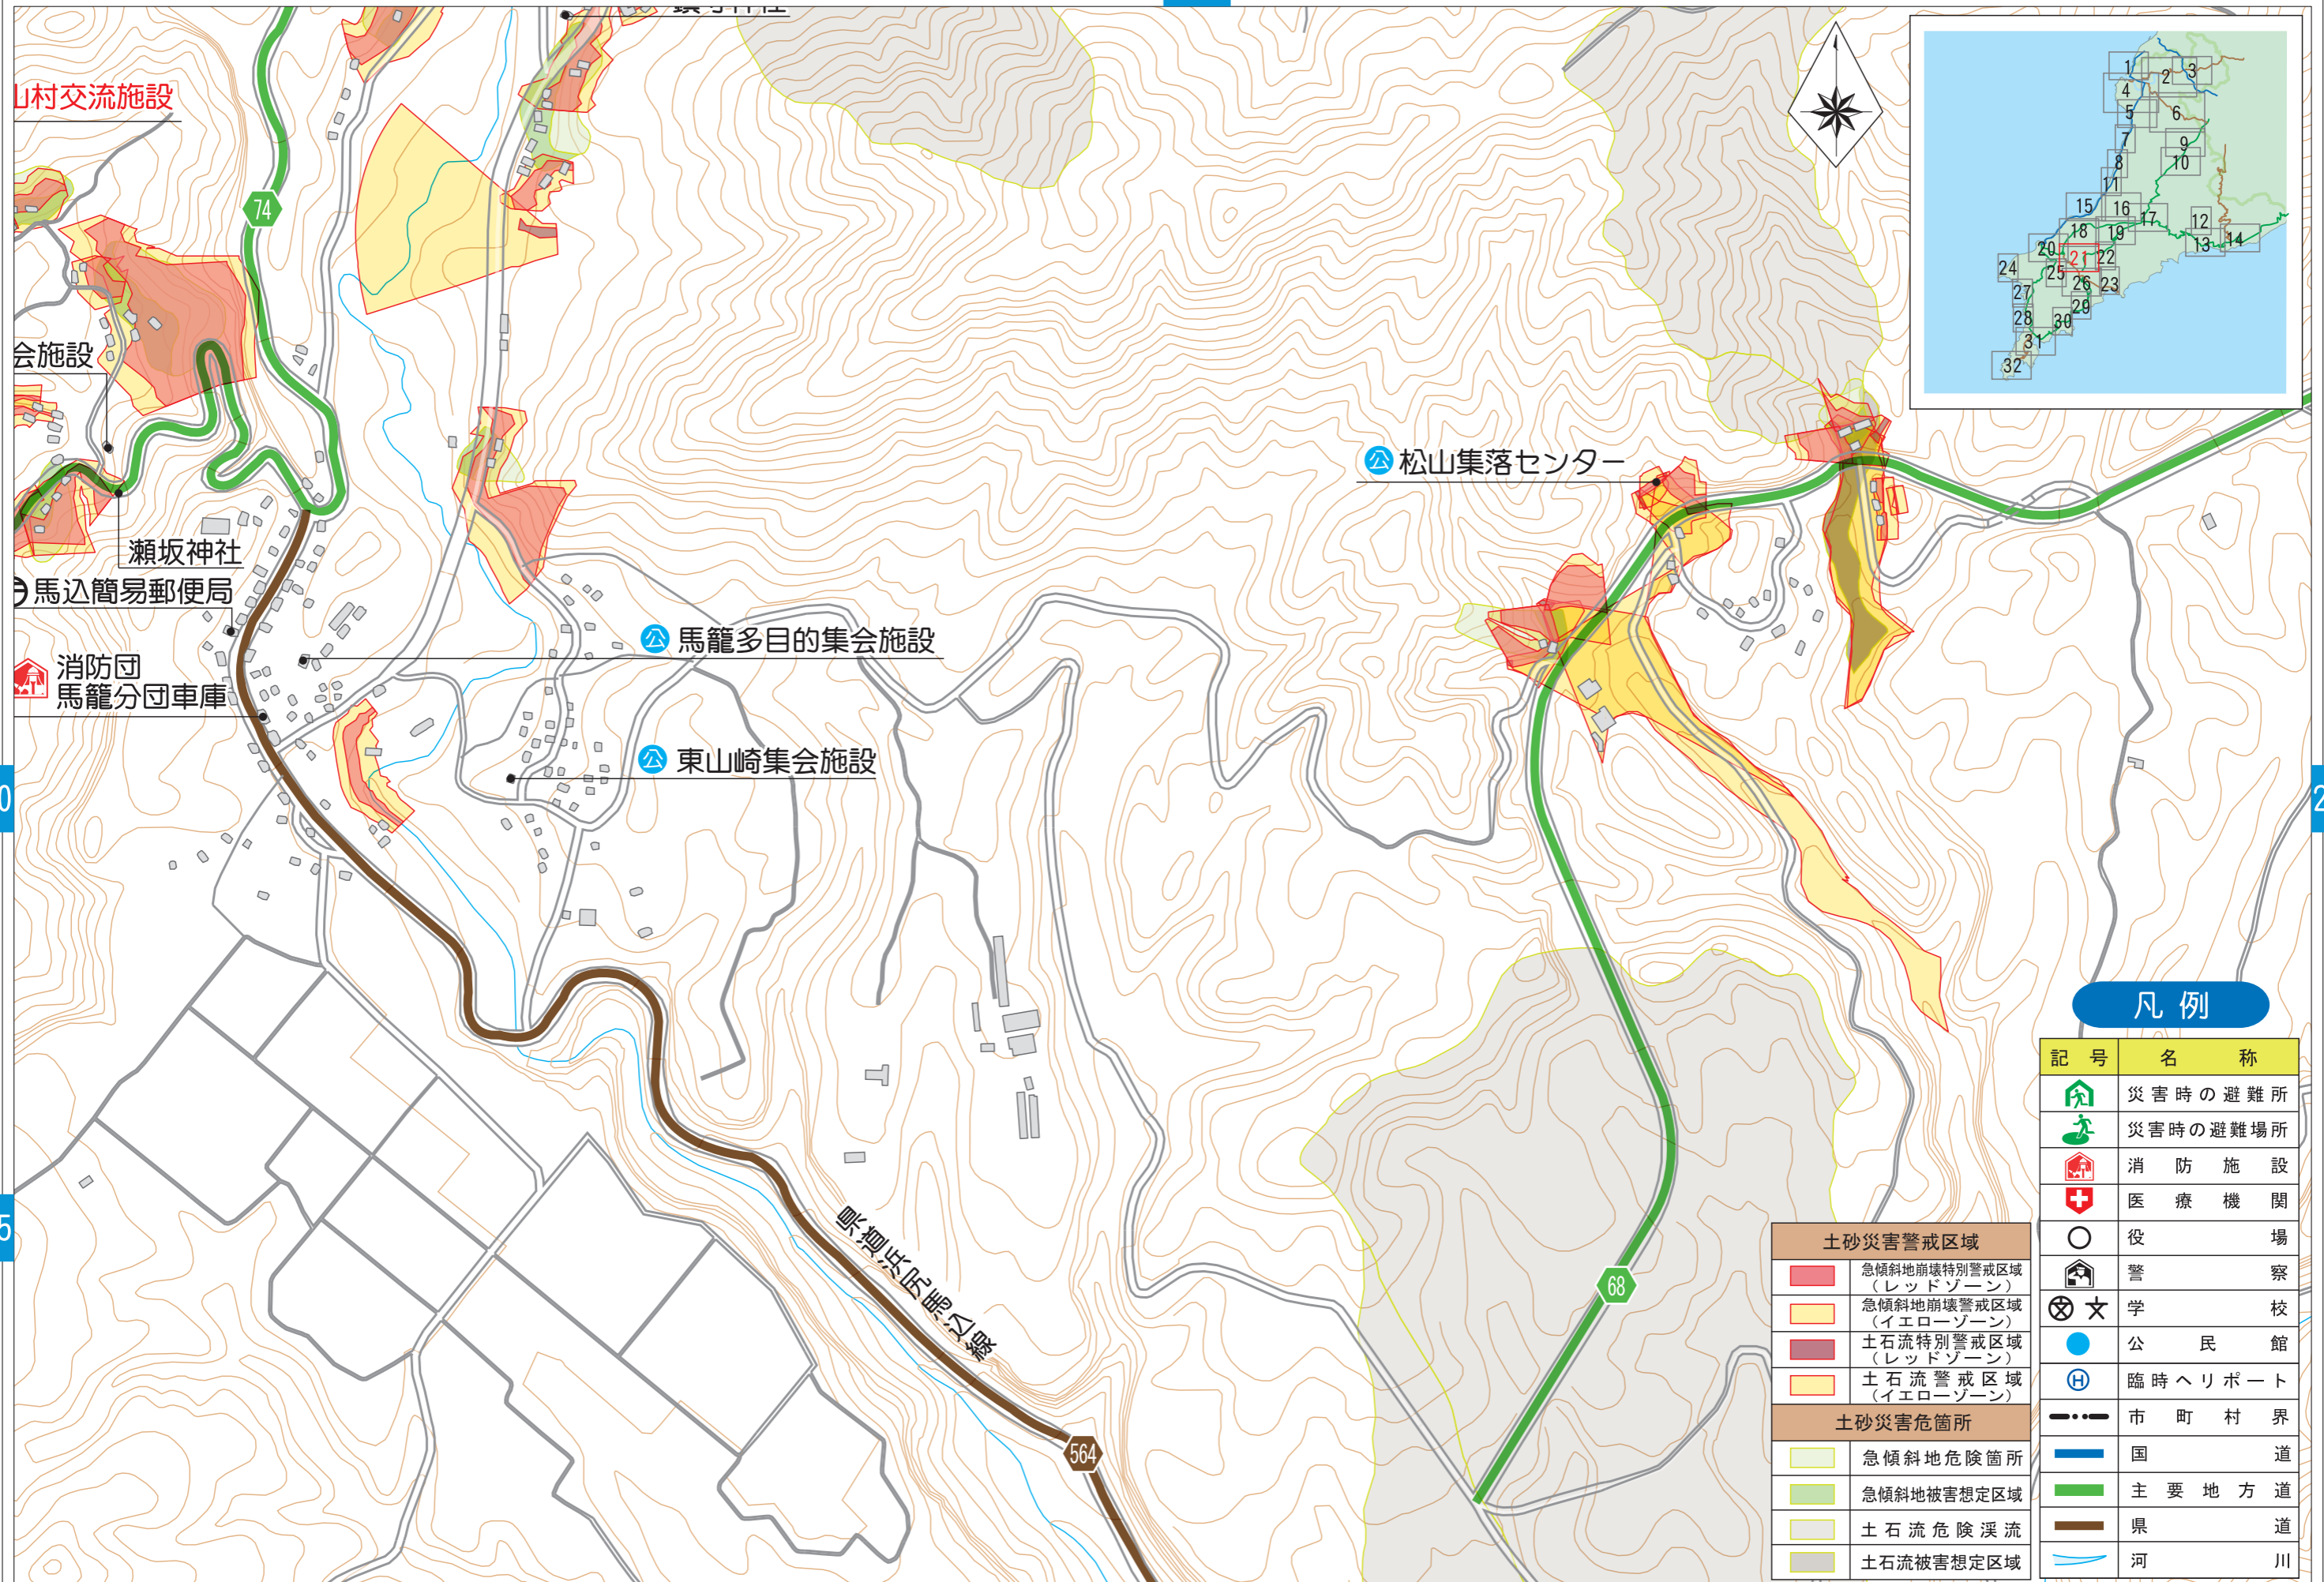 山村交流施設
74
会施設
瀬坂神社
馬込簡易郵便局
消防団
馬籠分団車庫
公 馬籠多目的集会施設
公 東山崎集会施設
公 松山集落センター
県道浜尻馬込線
564
68
0
5
2
1
2
3
4
5
6
7
8
9
10
11
12
13
14
15
16
17
18
19
20
21
22
23
24
25
26
27
28
29
30
31
32
凡例
記号 名称
災害時の避難所
災害時の避難場所
消防施設
医療機関
役場
警察
文 文 学校
公民館
H 臨時ヘリポート
市町村界
国道
主要地方道
県道
河川
土砂災害警戒区域
急傾斜地崩壊特別警戒区域
(レッドゾーン)
急傾斜地崩壊警戒区域
(イエローゾーン)
土石流特別警戒区域
(レッドゾーン)
土石流警戒区域
(イエローゾーン)
土砂災害危箇所
急傾斜地危険箇所
急傾斜地被害想定区域
土石流危険渓流
土石流被害想定区域